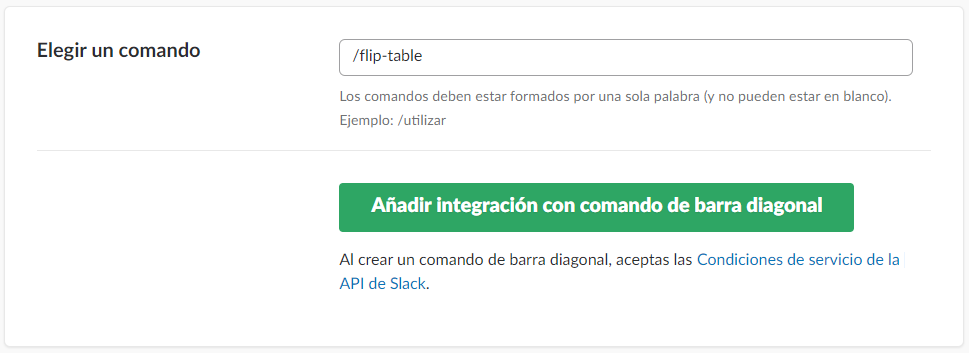 Elegir un comando
/flip-table
Los comandos deben estar formados por una sola palabra (y no pueden estar en blanco).
Ejemplo: /utilizar
Añadir integración con comando de barra diagonal
Al crear un comando de barra diagonal, aceptas las Condiciones de servicio de la
API de Slack.